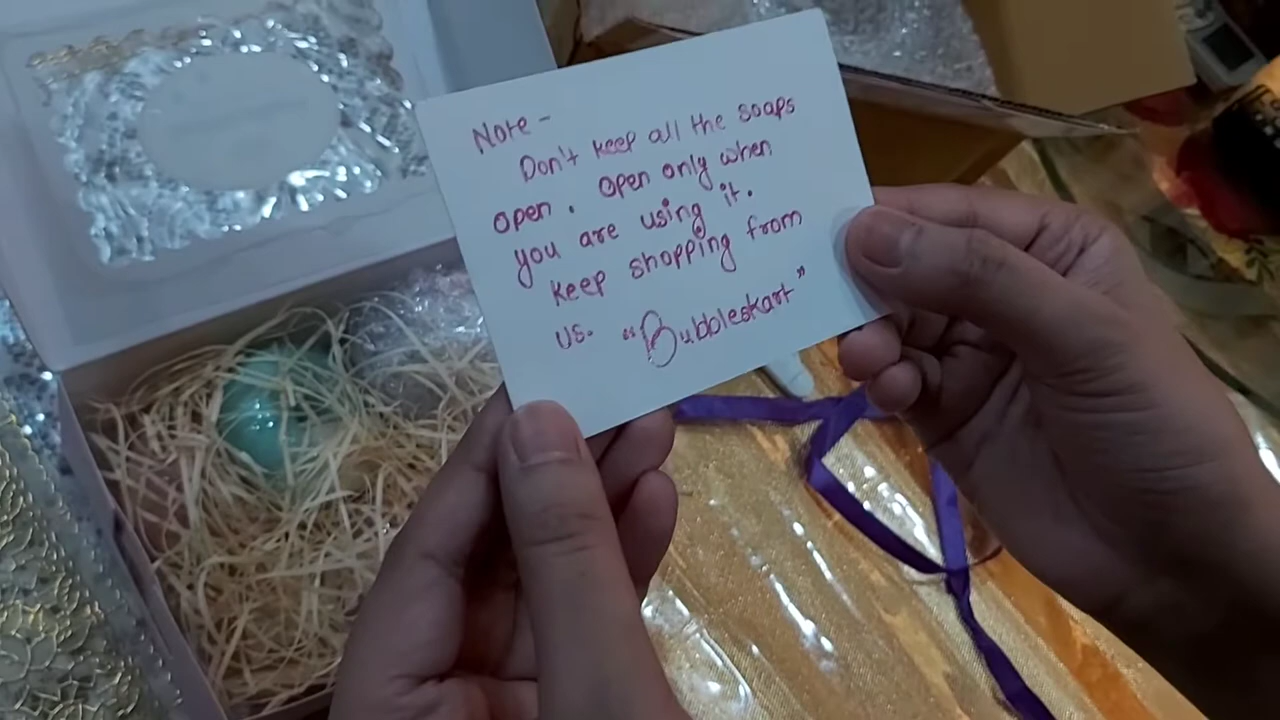 Note -
Don't keep all the soaps
open. Open only when
you are using it.
keep shopping from
us. "Bubbleskart"